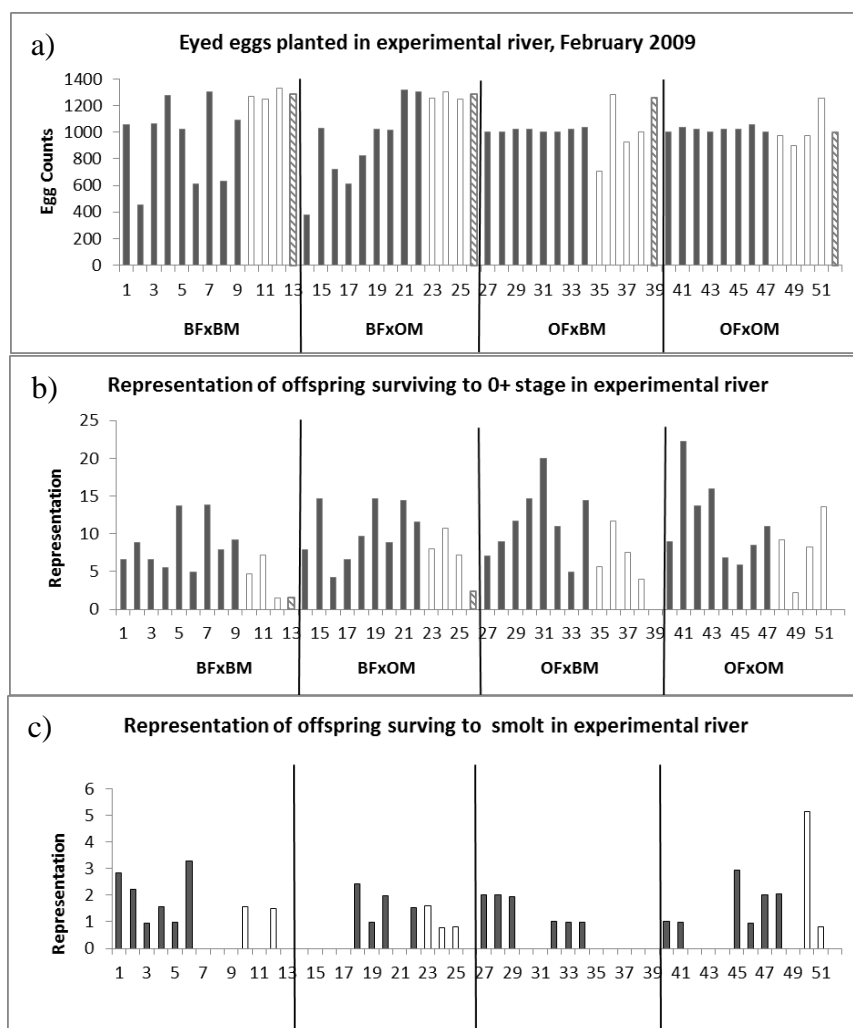 a)
Eyed eggs planted in experimental river, February 2009
Egg Counts
1400
1200
1000
800
600
400
200
0
1 3 5 7 9 11 13 15 17 19 21 23 25 27 29 31 33 35 37 39 41 43 45 47 49 51
BFxBM BFxOM OFxBM OFxOM
b)
Representation of offspring surviving to 0+ stage in experimental river
Representation
25
20
15
10
5
0
1 3 5 7 9 11 13 15 17 19 21 23 25 27 29 31 33 35 37 39 41 43 45 47 49 51
BFxBM BFxOM OFxBM OFxOM
c)
Representation of offspring surving to smolt in experimental river
Representation
6
5
4
3
2
1
0
1 3 5 7 9 11 13 15 17 19 21 23 25 27 29 31 33 35 37 39 41 43 45 47 49 51